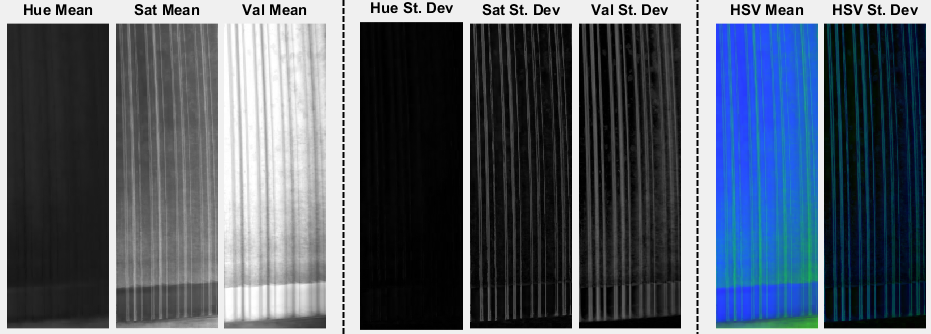 Hue Mean
Sat Mean
Val Mean
Hue St. Dev
Sat St. Dev
Val St. Dev
HSV Mean
HSV St. Dev